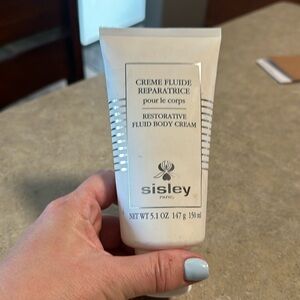 CREME FLUIDE
REPARATRICE
pour le corps
RESTORATIVE
FLUID BODY CREAM
sisley
PARIS
NET WT 5.1 OZ 147 g 150 ml